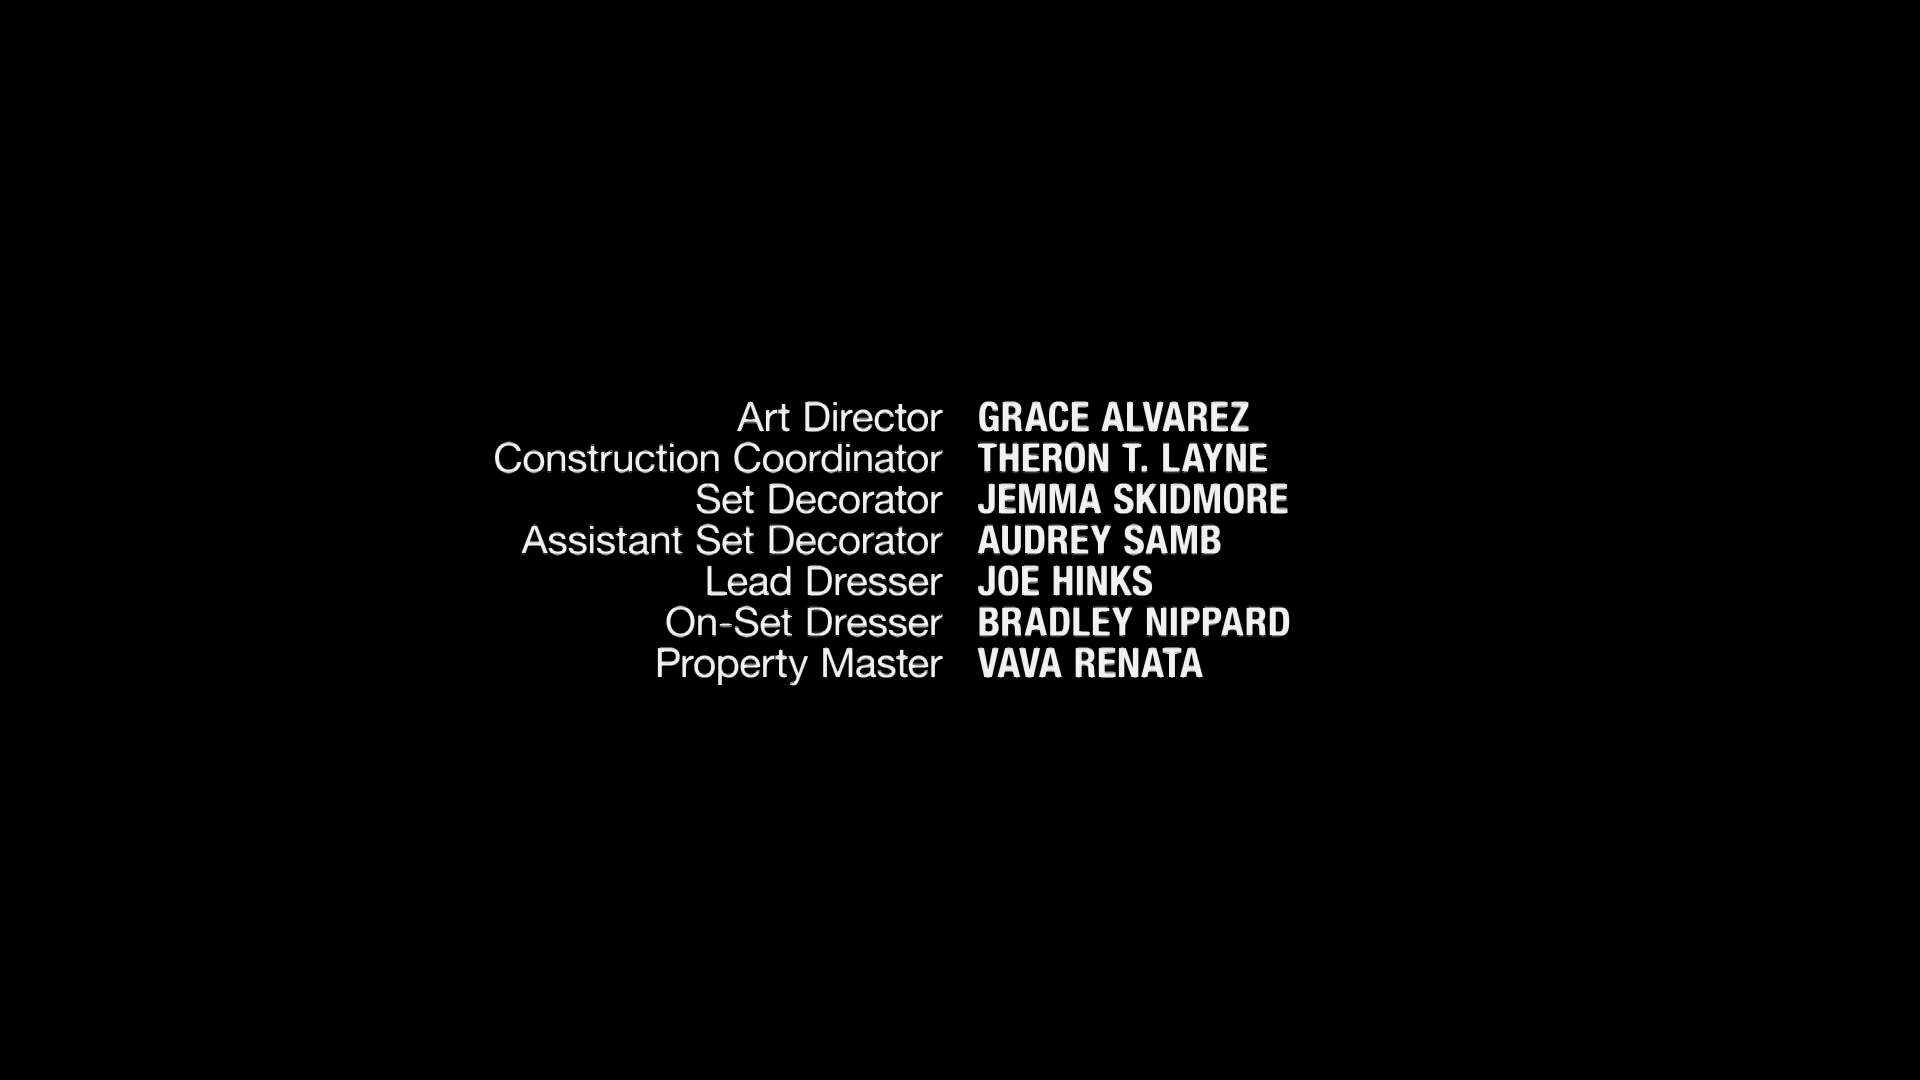 Art Director GRACE ALVAREZ
Construction Coordinator THERON T. LAYNE
Set Decorator JEMMA SKIDMORE
Assistant Set Decorator AUDREY SAMB
Lead Dresser JOE HINKS
On-Set Dresser BRADLEY NIPPARD
Property Master VAVA RENATA